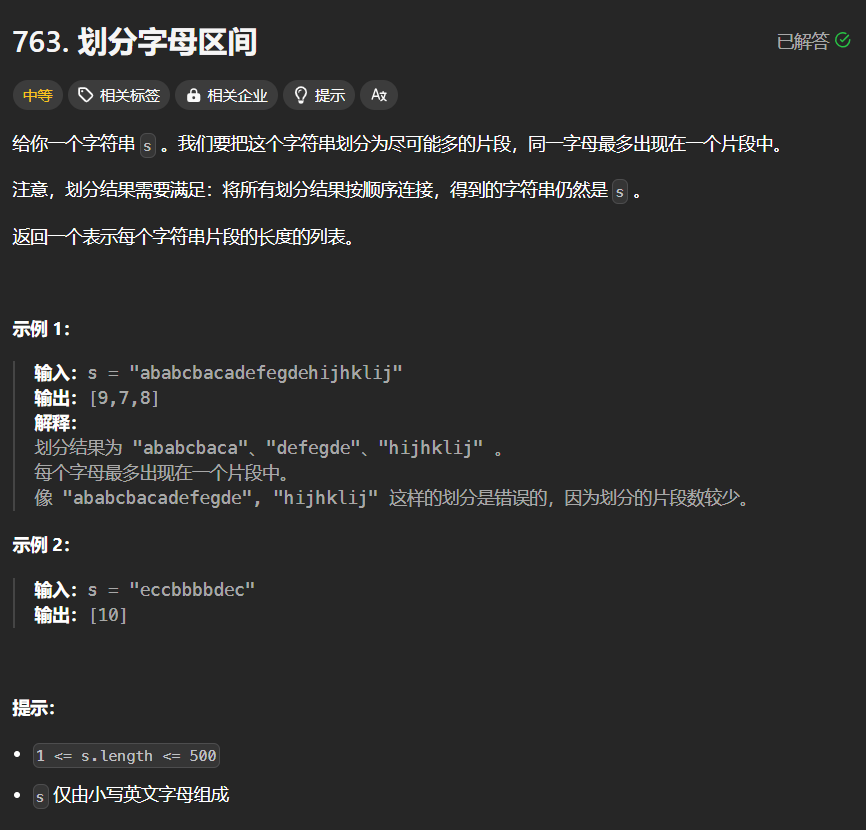 763. 划分字母区间
已解答
中等 相关标签 相关企业 提示 Az
给你一个字符串 s 。我们要把这个字符串划分为尽可能多的片段，同一字母最多出现在一个片段中。
注意，划分结果需要满足：将所有划分结果按顺序连接，得到的字符串仍然是 s 。
返回一个表示每个字符串片段的长度的列表。
示例 1：
输入：s = "ababcbacadefegdehijhklij"
输出：[9,7,8]
解释：
划分结果为 "ababcbaca"、"defegde"、"hijhklij" 。
每个字母最多出现在一个片段中。
像 "ababcbacadefegde", "hijhklij" 这样的划分是错误的，因为划分的片段数较少。
示例 2：
输入：s = "eccbbbbdec"
输出：[10]
提示：
• 1 <= s.length <= 500
• s 仅由小写英文字母组成